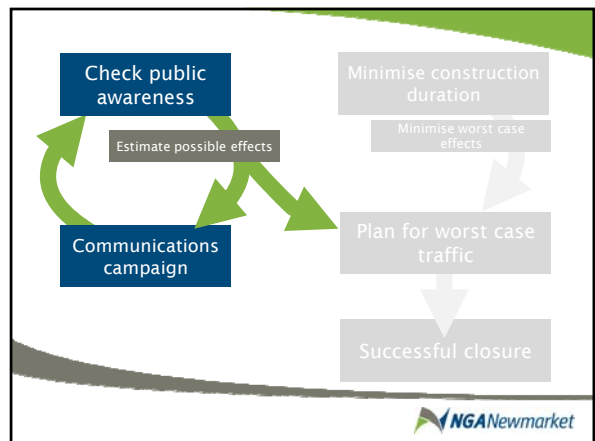 Check public
awareness
Estimate possible effects
Communications
campaign
Minimise construction
duration
Minimise worst case
effects
Plan for worst case
traffic
Successful closure
NGANewmarket